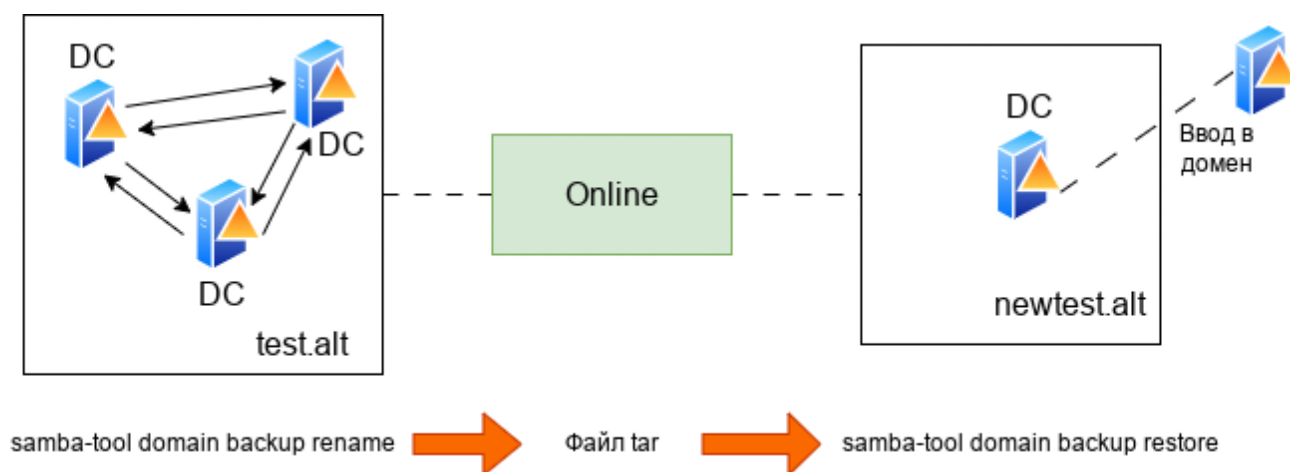 DC
DC
DC
test.alt
Online
DC
Ввод в
домен
newtest.alt
samba-tool domain backup rename
Файл tar
samba-tool domain backup restore